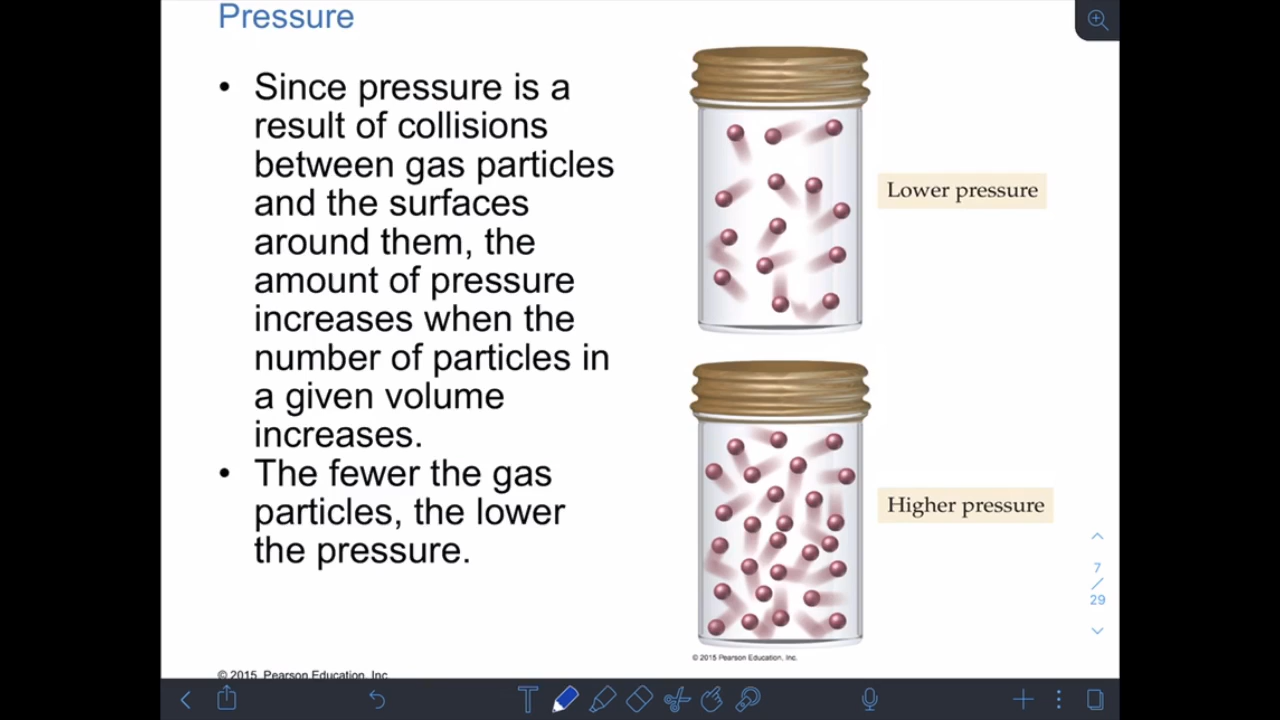 Pressure
• Since pressure is a
result of collisions
between gas particles
and the surfaces
around them, the
amount of pressure
increases when the
number of particles in
a given volume
increases.
• The fewer the gas
particles, the lower
the pressure.
Lower pressure
Higher pressure
© 2015 Pearson Education, Inc.
© 2015 Pearson Education, Inc.
7
/
29
T